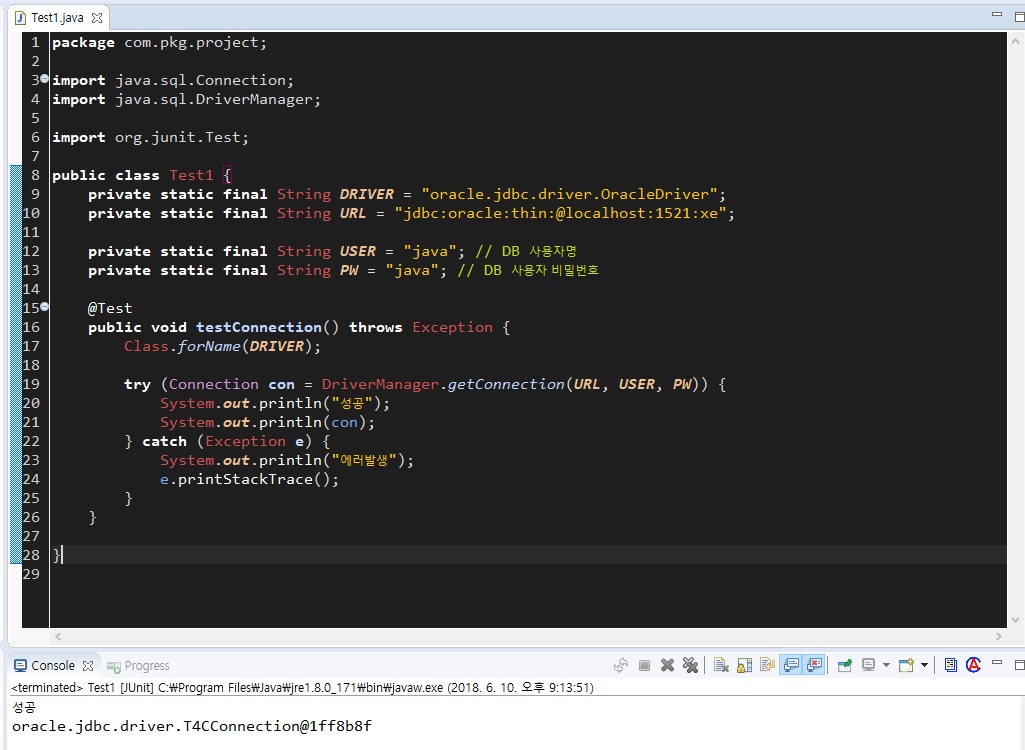 Test1.java
1 package com.pkg.project;
2
3 import java.sql.Connection;
4 import java.sql.DriverManager;
5
6 import org.junit.Test;
7
8 public class Test1 {
9     private static final String DRIVER = "oracle.jdbc.driver.OracleDriver";
10     private static final String URL = "jdbc:oracle:thin:@localhost:1521:xe";
11
12     private static final String USER = "java"; // DB 사용자명
13     private static final String PW = "java"; // DB 사용자 비밀번호
14
15     @Test
16     public void testConnection() throws Exception {
17         Class.forName(DRIVER);
18
19         try (Connection con = DriverManager.getConnection(URL, USER, PW)) {
20             System.out.println("성공");
21             System.out.println(con);
22         } catch (Exception e) {
23             System.out.println("에러발생");
24             e.printStackTrace();
25         }
26     }
27
28 }
29
Console Progress
<terminated> Test1 [JUnit] C:₩Program Files₩Java₩jre1.8.0_171₩bin₩javaw.exe (2018. 6. 10. 오후 9:13:51)
성공
oracle.jdbc.driver.T4CConnection@1ff8b8f